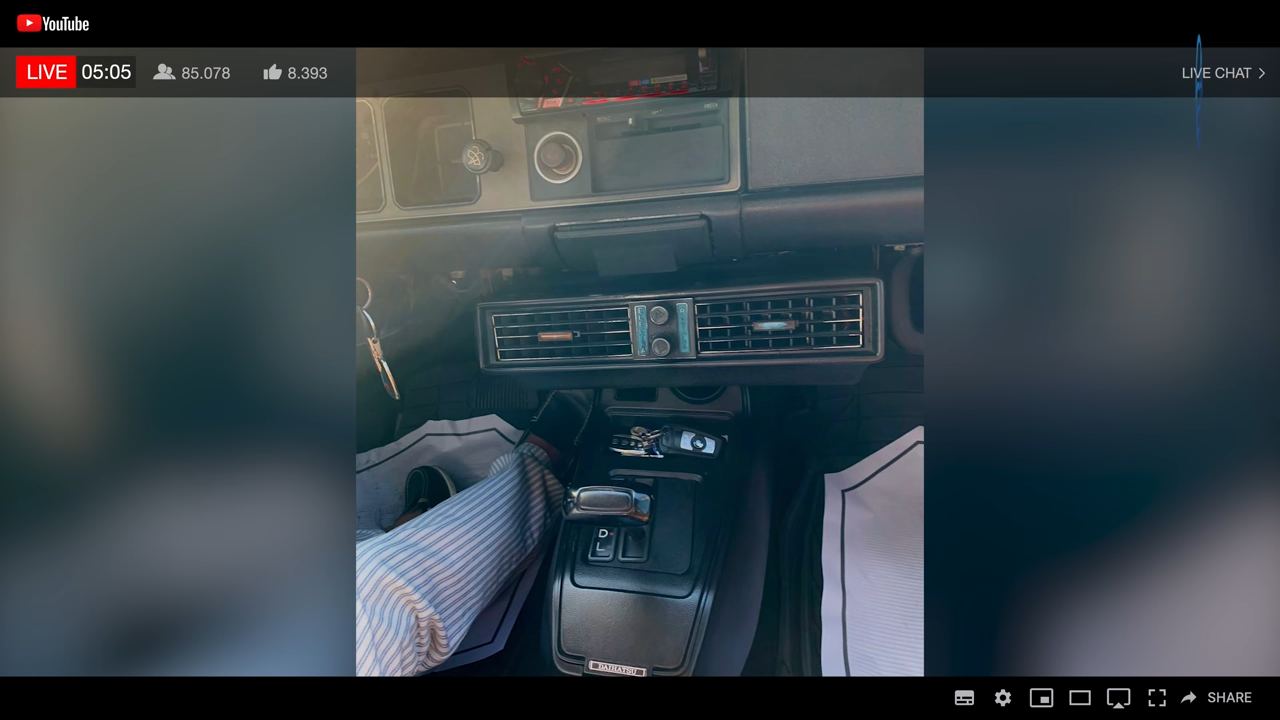 YouTube
LIVE 05:05 85.078 8.393
LIVE CHAT
D
L
DAIHATSU
SHARE